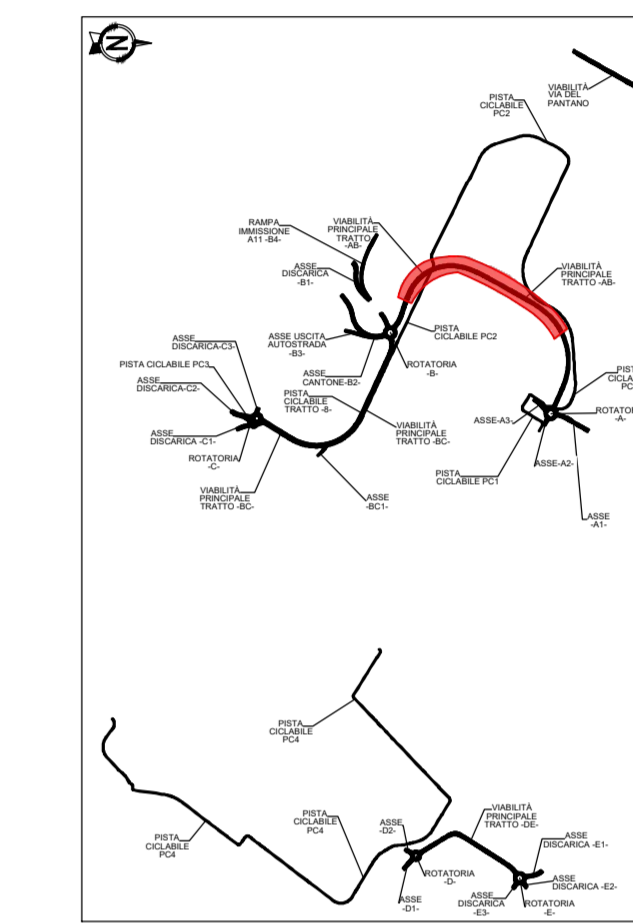 N
VIABILITÀ
VIA DEL
PANTANO
PISTA
CICLABILE
PC2
RAMPA
IMMISSIONE
A11 -B4-
VIABILITÀ
PRINCIPALE
TRATTO
-AB-
ASSE
DISCARICA
-B1-
VIABILITÀ
PRINCIPALE
TRATTO -AB-
ASSE USCITA
AUTOSTRADA
-B3-
PISTA
CICLABILE PC2
ASSE
DISCARICA-C3-
PISTA CICLABILE PC3
ASSE
DISCARICA-C2-
ASSE
CANTONE-B2-
ROTATORIA
-B-
PISTA
CICLABILE
TRATTO -8-
PIST
CICLA
PC
ROTATOR
-A-
ASSE-A3-
ASSE
DISCARICA -C1-
VIABILITÀ
PRINCIPALE
TRATTO -BC-
ROTATORIA
-C-
ASSE-A2-
PISTA
CICLABILE PC1
VIABILITÀ
PRINCIPALE
TRATTO -BC-
ASSE
-BC1-
ASSE
-A1-
PISTA
CICLABILE
PC4
PISTA
CICLABILE
PC4
ASSE
-D2-
VIABILITÀ
PRINCIPALE
TRATTO -DE-
PISTA
CICLABILE
PC4
ASSE
DISCARICA -E1-
ROTATORIA
-D-
ASSE
DISCARICA -E2-
ASSE
-D1-
ASSE
DISCARICA
-E3-
ROTATORIA
-E-